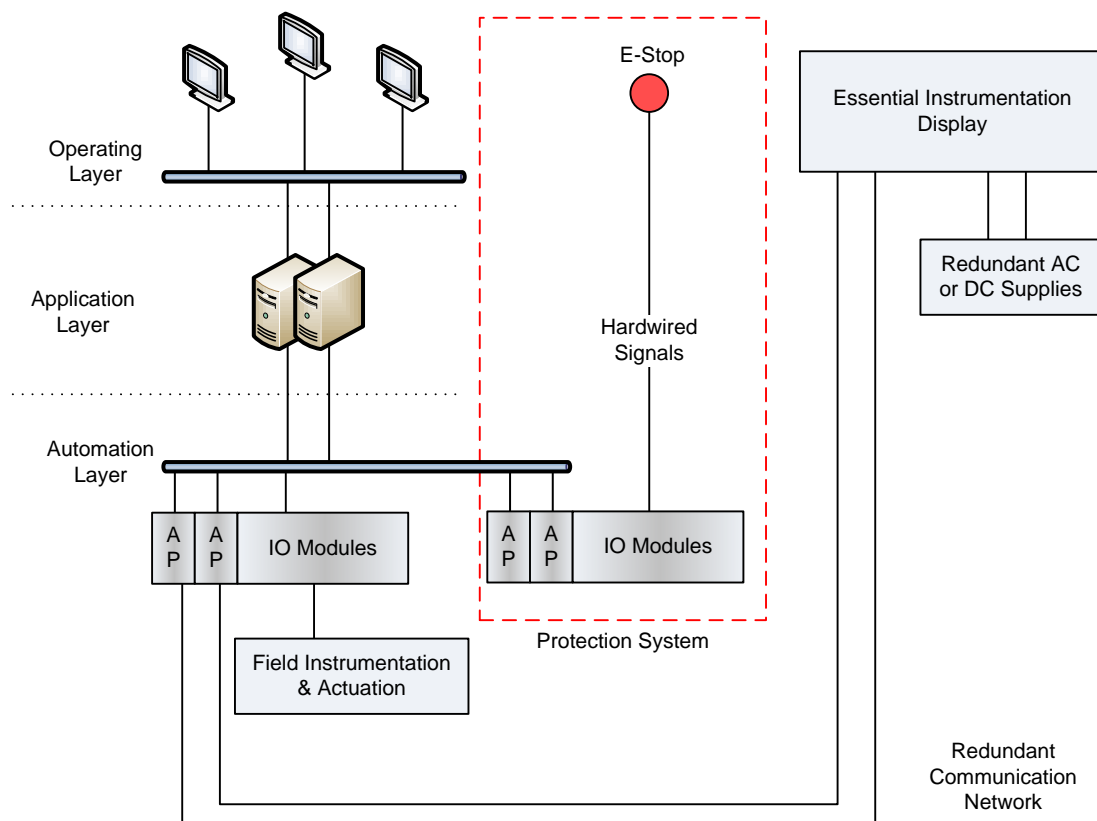 E-Stop
Essential Instrumentation
Display
Operating
Layer
Redundant AC
or DC Supplies
Application
Layer
Hardwired
Signals
Automation
Layer
A
P
A
P
IO Modules
A
P
A
P
IO Modules
Protection System
Field Instrumentation
& Actuation
Redundant
Communication
Network